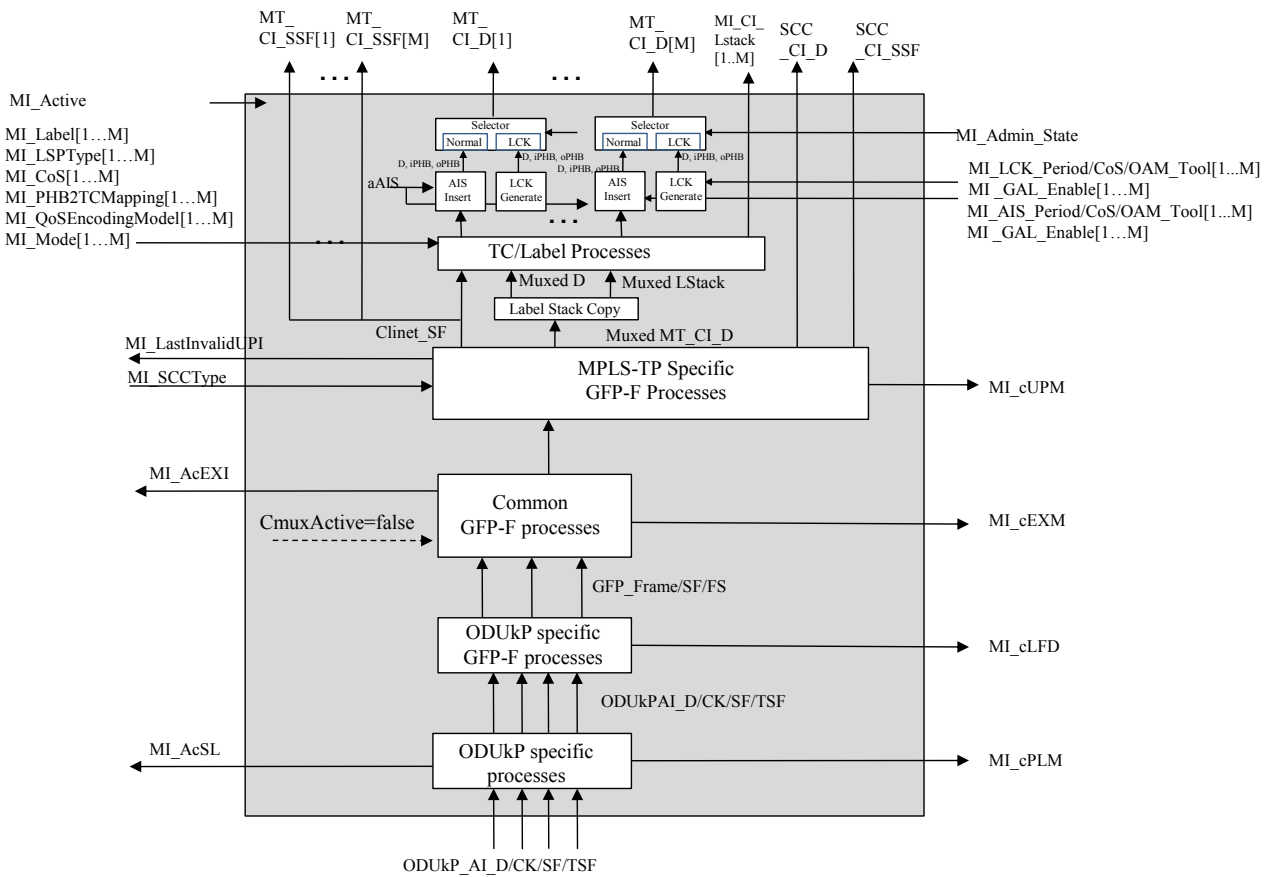 MT_
CI_SSF[1]
MT_
CI_SSF[M]
MT_
CI_D[1]
MT_
CI_D[M]
MI_CI_
Lstack
[1..M]
SCC
_CI_D
SCC
_CI_SSF
...
...
MI_Active
MI_Label[1…M]
MI_LSPType[1…M]
MI_CoS[1…M]
MI_PHB2TCMapping[1…M]
MI_QoSEncodingModel[1…M]
MI_Mode[1…M]
Selector
Normal
LCK
Selector
Normal
LCK
MI_Admin_State
D, iPHB, oPHB
D, iPHB, oPHB
D, iPHB, oPHB
D, iPHB, oPHB
aAIS
AIS
Insert
LCK
Generate
AIS
Insert
LCK
Generate
MI_LCK_Period/CoS/OAM_Tool[1...M]
MI_GAL_Enable[1…M]
MI_AIS_Period/CoS/OAM_Tool[1...M]
MI_GAL_Enable[1…M]
...
...
TC/Label Processes
Muxed D
Muxed LStack
Label Stack Copy
Clinet_SF
Muxed MT_CI_D
MI_LastInvalidUPI
MI_SCCType
MPLS-TP Specific
GFP-F Processes
MI_cUPM
MI_AcEXI
Common
GFP-F processes
CmuxActive=false
MI_cEXM
GFP_Frame/SF/FS
ODUkP specific
GFP-F processes
MI_cLFD
ODUkPAI_D/CK/SF/TSF
MI_AcSL
ODUkP specific
processes
MI_cPLM
ODUkP_AI_D/CK/SF/TSF